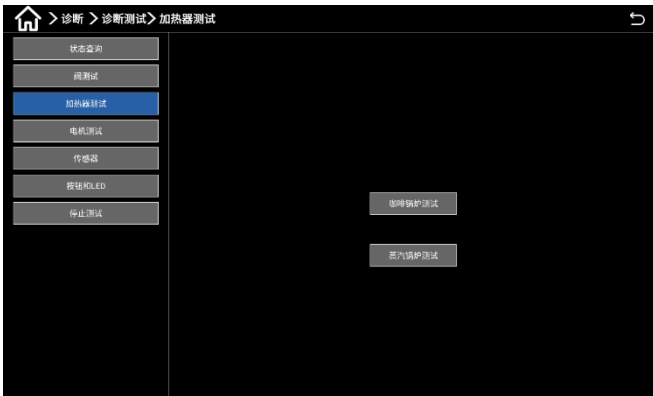 诊断 > 诊断测试 > 加热器测试
状态查询
阀测试
加热器测试
电机测试
传感器
按钮和LED
停止测试
咖啡锅炉测试
蒸汽锅炉测试